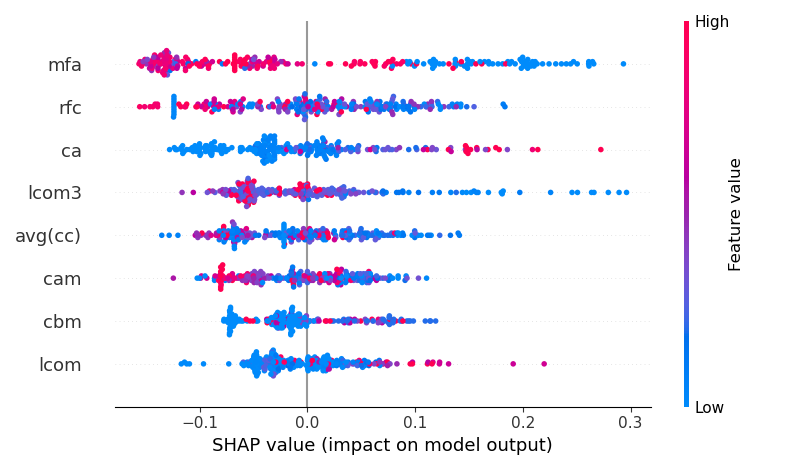 High
mfa
rfc
ca
lcom3
avg(cc)
cam
cbm
lcom
Feature value
Low
−0.1 0.0 0.1 0.2 0.3
SHAP value (impact on model output)